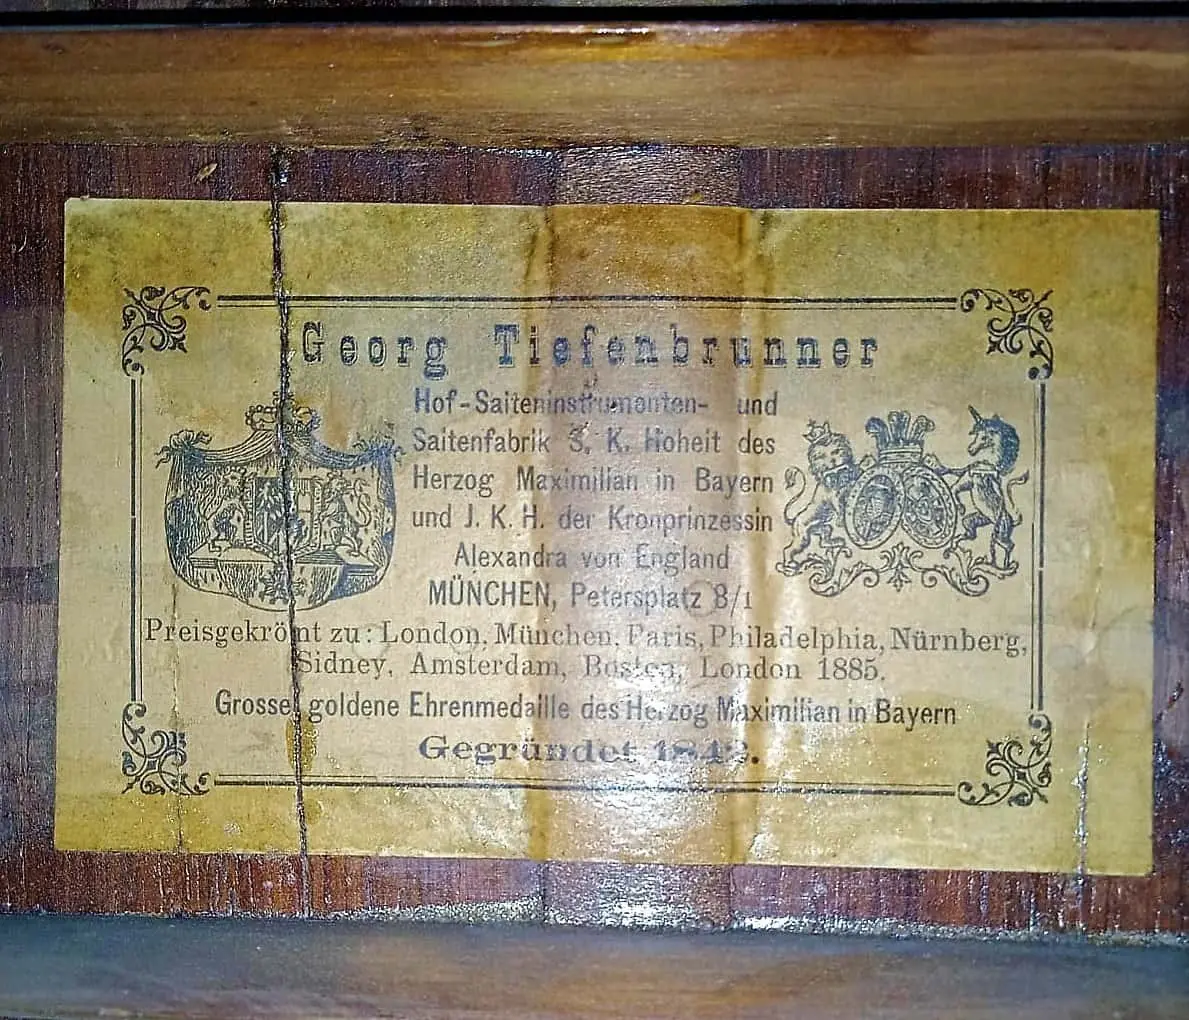 Georg Tiefenbrunner
Hof-Saiteninstrumenten- und
Saitenfabrik S. K. Hoheit des
Herzog Maximilian in Bayern
und J. K. H. der Kronprinzessin
Alexandra von England
MÜNCHEN, Petersplatz 8/1
Preisgekrönt zu: London, München, Paris, Philadelphia, Nürnberg,
Sidney, Amsterdam, Boston, London 1885.
Grosse goldene Ehrenmedaille des Herzog Maximilian in Bayern
Gegründet 1842.